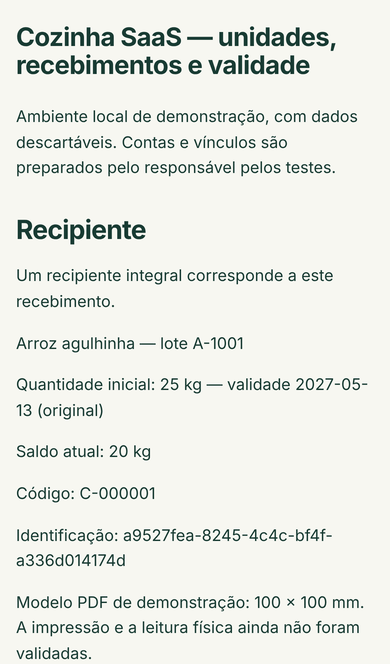 Cozinha SaaS — unidades,
recebimentos e validade
Ambiente local de demonstração, com dados
descartáveis. Contas e vínculos são
preparados pelo responsável pelos testes.
Recipiente
Um recipiente integral corresponde a este
recebimento.
Arroz agulhinha — lote A-1001
Quantidade inicial: 25 kg — validade 2027-05-
13 (original)
Saldo atual: 20 kg
Código: C-000001
Identificação: a9527fea-8245-4c4c-bf4f-
a336d014174d
Modelo PDF de demonstração: 100 × 100 mm.
A impressão e a leitura física ainda não foram
validadas.